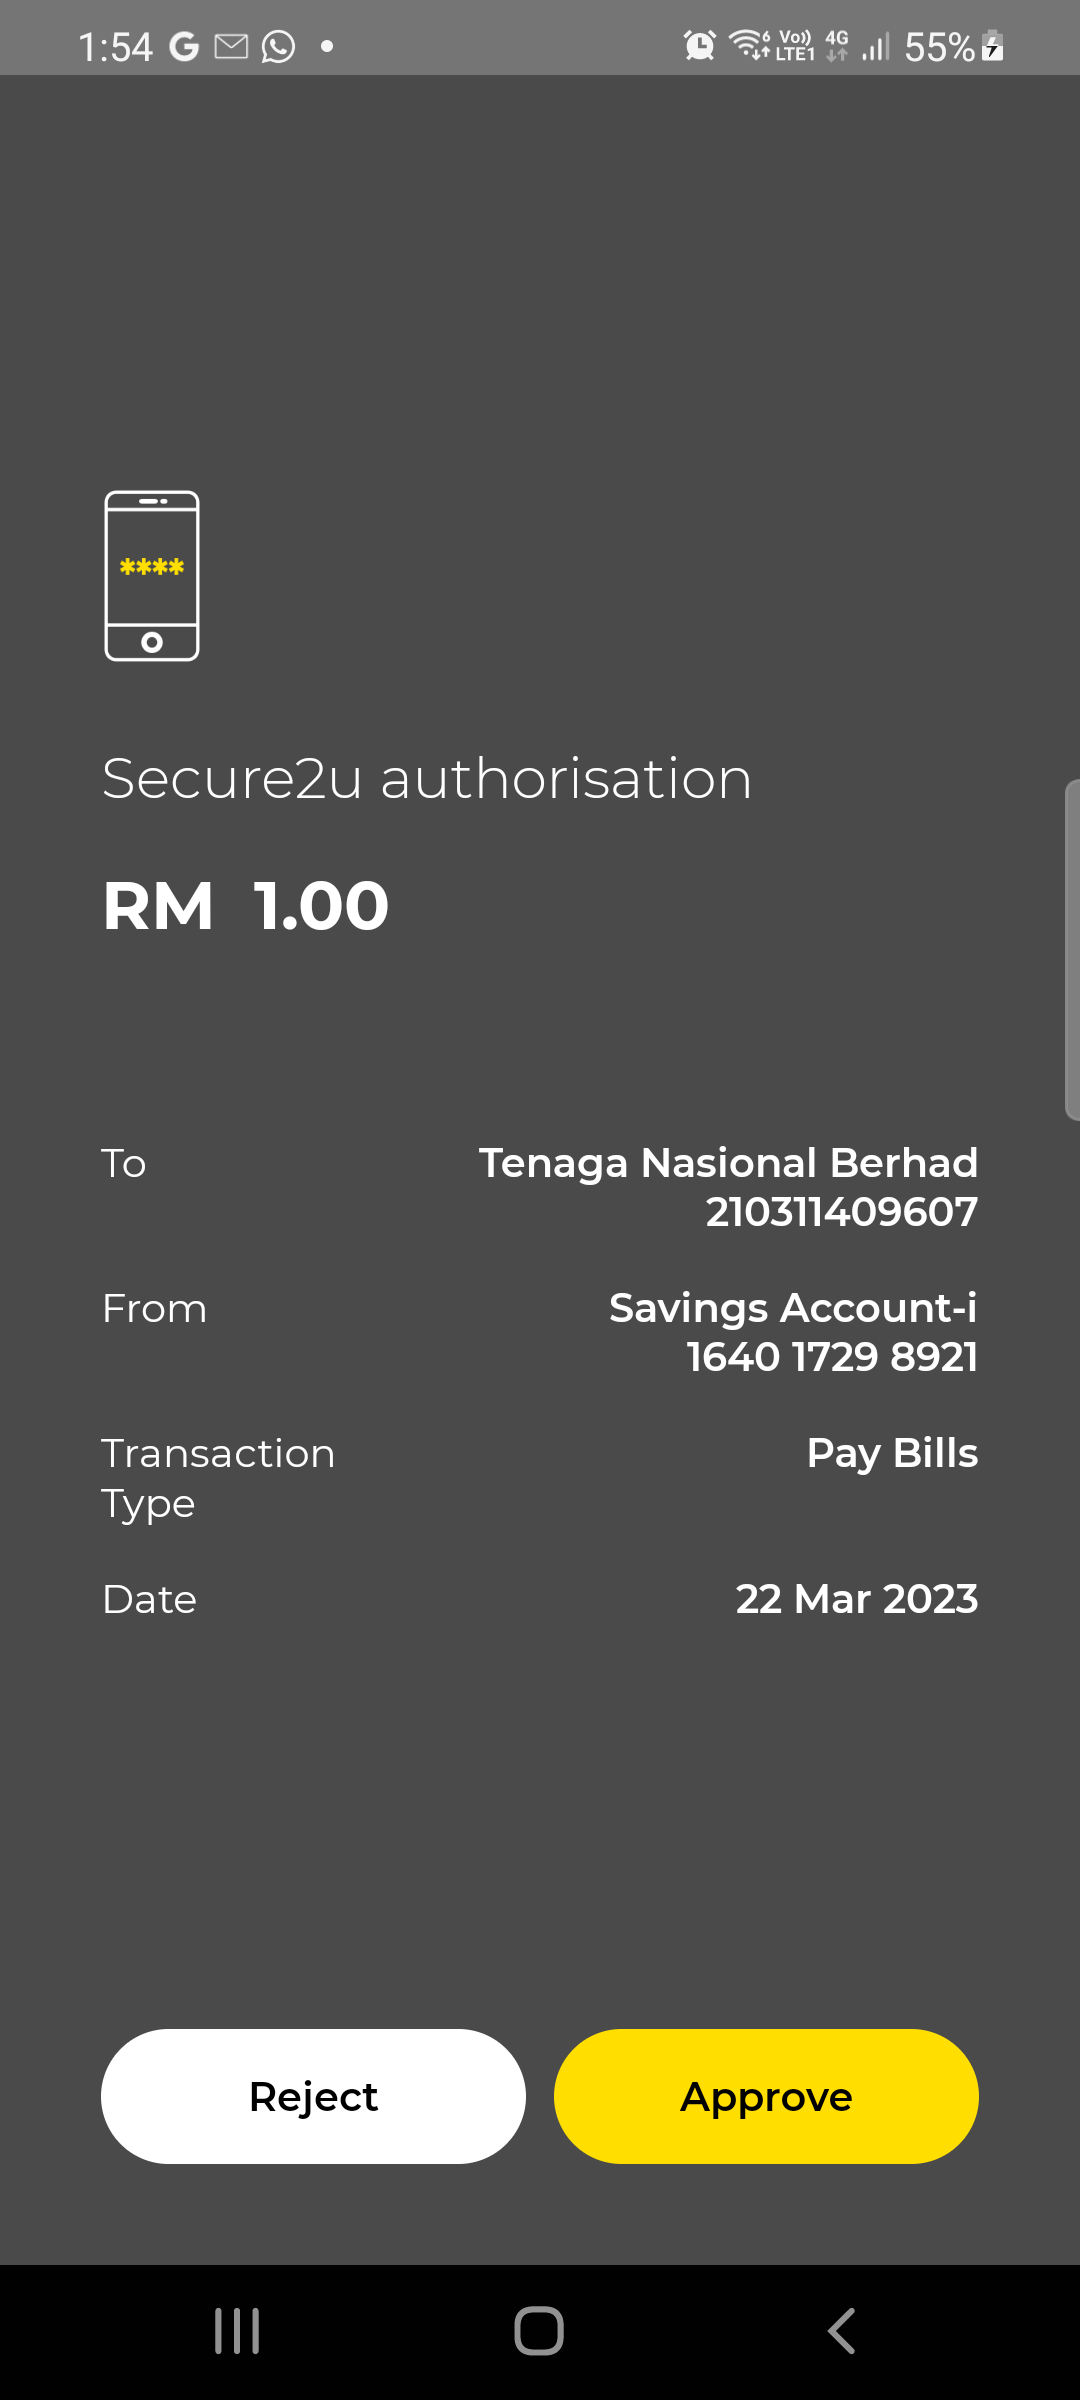 1:54 G 6 Vo)) LTE1 4G 55%
****
Secure2u authorisation
RM 1.00
To Tenaga Nasional Berhad
210311409607
From Savings Account-i
1640 1729 8921
Transaction Pay Bills
Type
Date 22 Mar 2023
Reject Approve